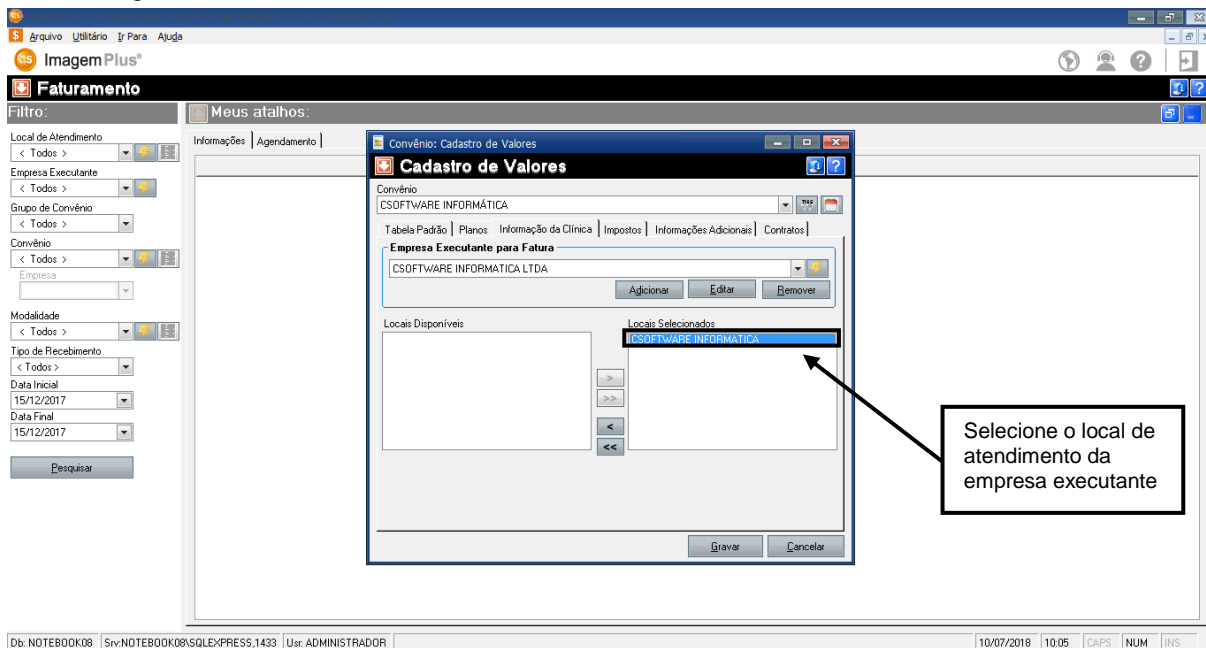 Arquivo Utilitário Ir Para Ajuda
ImagemPlus®
Faturamento
Filtro:
Meus atalhos:
Local de Atendimento
< Todos >
Empresa Executante
< Todos >
Grupo de Convênio
< Todos >
Convênio
< Todos >
Empresa
Modalidade
< Todos >
Tipo de Recebimento
< Todos >
Data Inicial
15/12/2017
Data Final
15/12/2017
Pesquisar
Informações Agendamento
Convênio: Cadastro de Valores
Cadastro de Valores
Convênio
CSOFTWARE INFORMÁTICA
Tabela Padrão Planos Informação da Clínica Impostos Informações Adicionais Contratos
Empresa Executante para Fatura
CSOFTWARE INFORMATICA LTDA
Adicionar Editar Remover
Locais Disponíveis Locais Selecionados
CSOFTWARE INFORMATICA
>
>>
<
<<
Gravar Cancelar
Selecione o local de
atendimento da
empresa executante
Db: NOTEBOOK08 Srv:NOTEBOOK08\SQLEXPRESS,1433 Usr: ADMINISTRADOR 10/07/2018 10:05 CAPS NUM INS